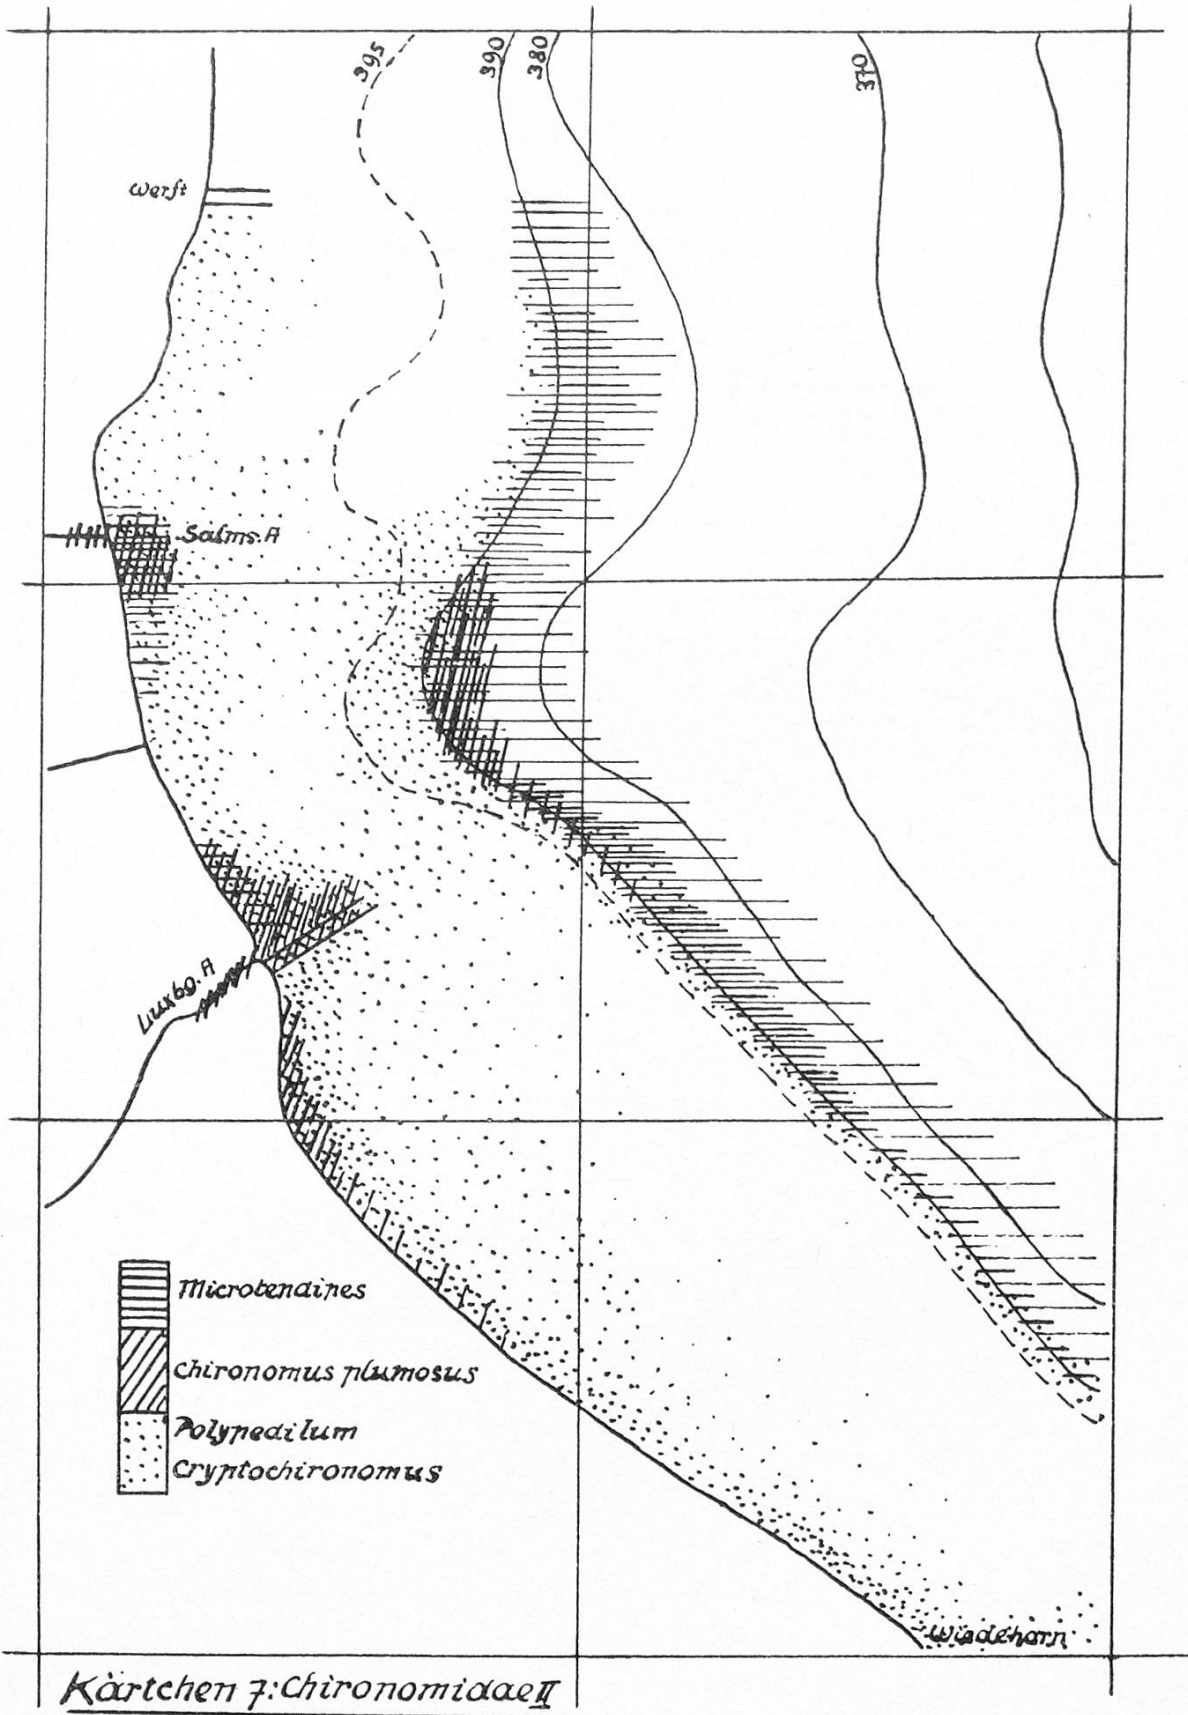 395
390
380
370
Werft
Salms. A
Luxbg. A
Microtendipes
Chironomus plumosus
Polypedilum
Cryptochironomus
Wiedehorn
Kärtchen 7: Chironomidae II